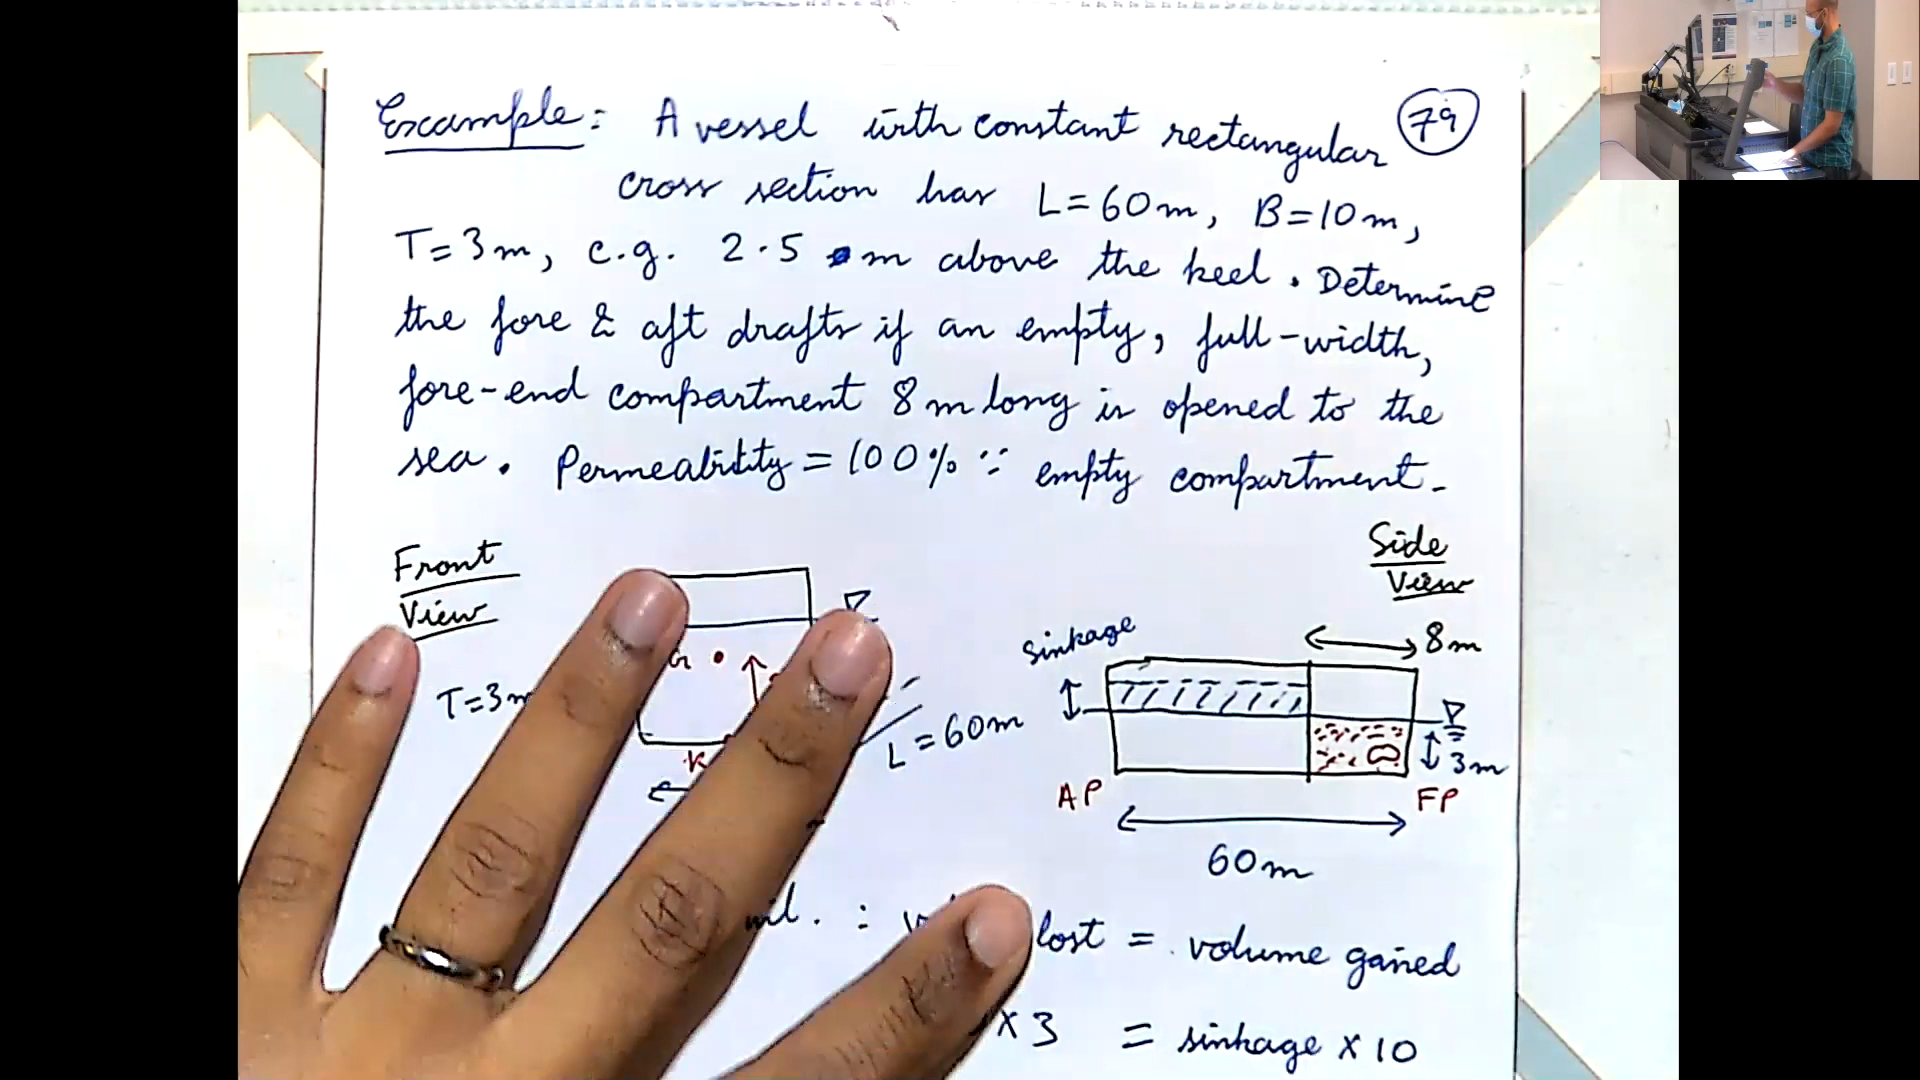 Example: A vessel with constant rectangular 79
cross section has L=60m, B=10m,
T=3m, c.g. 2.5 m above the keel. Determine
the fore & aft drafts if an empty, full-width,
fore-end compartment 8m long is opened to the
sea. Permeability = 100% ∵ empty compartment.
Front
View
T=3m
K
L=60m
Side
View
sinkage
8m
3m
AP
FP
60m
lost = volume gained
x 3 = sinkage x 10